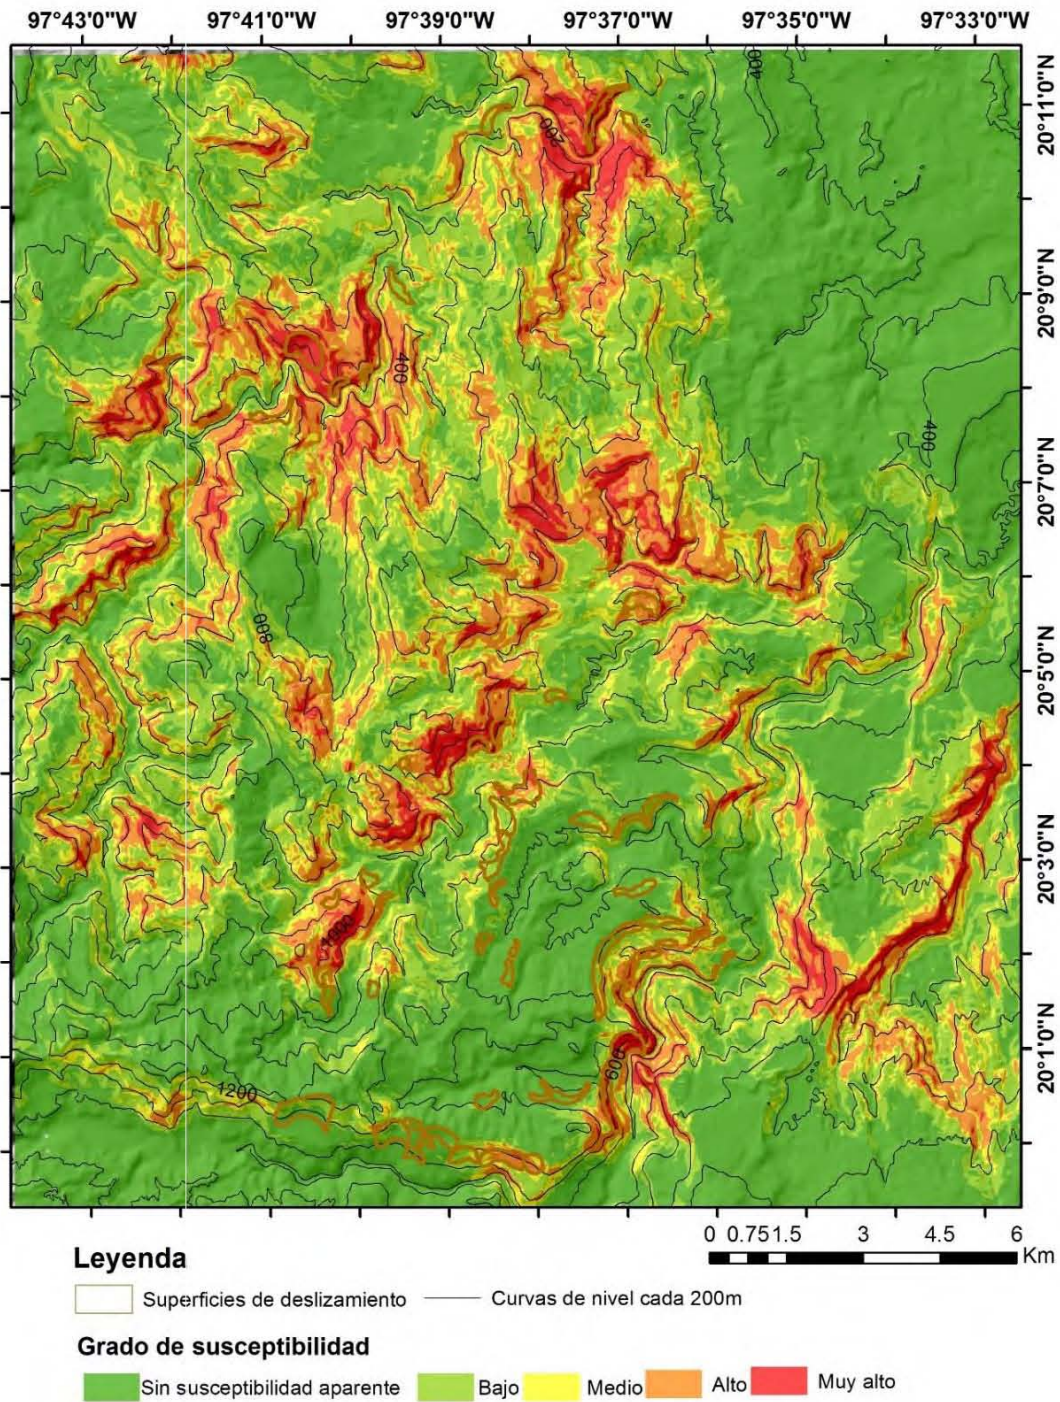 97°43'0"W 97°41'0"W 97°39'0"W 97°37'0"W 97°35'0"W 97°33'0"W
20°11'0"N
20°9'0"N
20°7'0"N
20°5'0"N
20°3'0"N
20°1'0"N
400
200
400
400
800
1000
600
1200
0 0.75 1.5 3 4.5 6
Km
Leyenda
Superficies de deslizamiento Curvas de nivel cada 200m
Grado de susceptibilidad
Sin susceptibilidad aparente Bajo Medio Alto Muy alto